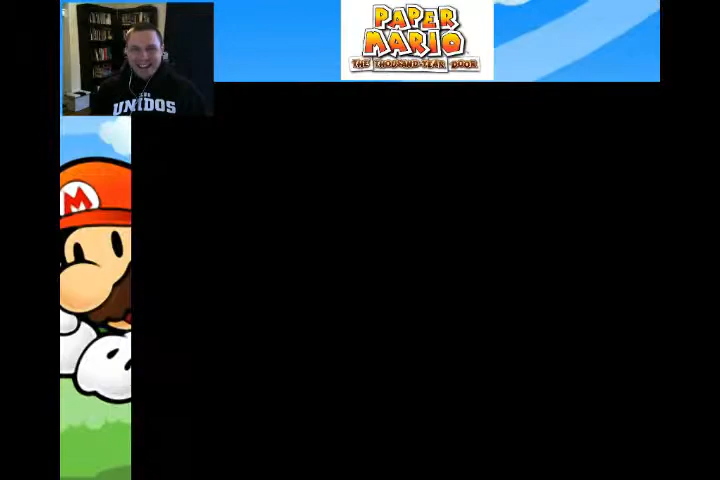 PAPER
MARIO
THE THOUSAND-YEAR DOOR
UNIDOS
M